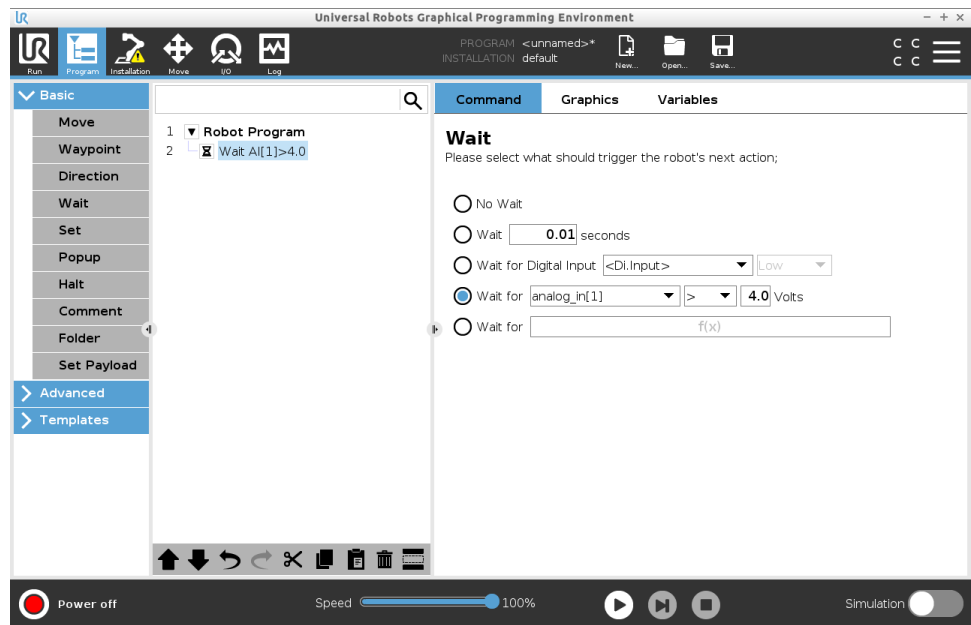 Universal Robots Graphical Programming Environment
Run
Program
Installation
Move
I/O
Log
PROGRAM <unnamed>*
INSTALLATION default
New...
Open...
Save...
C C
C C
Basic
Move
Waypoint
Direction
Wait
Set
Popup
Halt
Comment
Folder
Set Payload
Advanced
Templates
1 Robot Program
2 Wait AI[1]>4.0
Command Graphics Variables
Wait
Please select what should trigger the robot's next action;
No Wait
Wait 0.01 seconds
Wait for Digital Input <Di.Input> Low
Wait for analog_in[1] > 4.0 Volts
Wait for f(x)
Power off
Speed 100%
Simulation